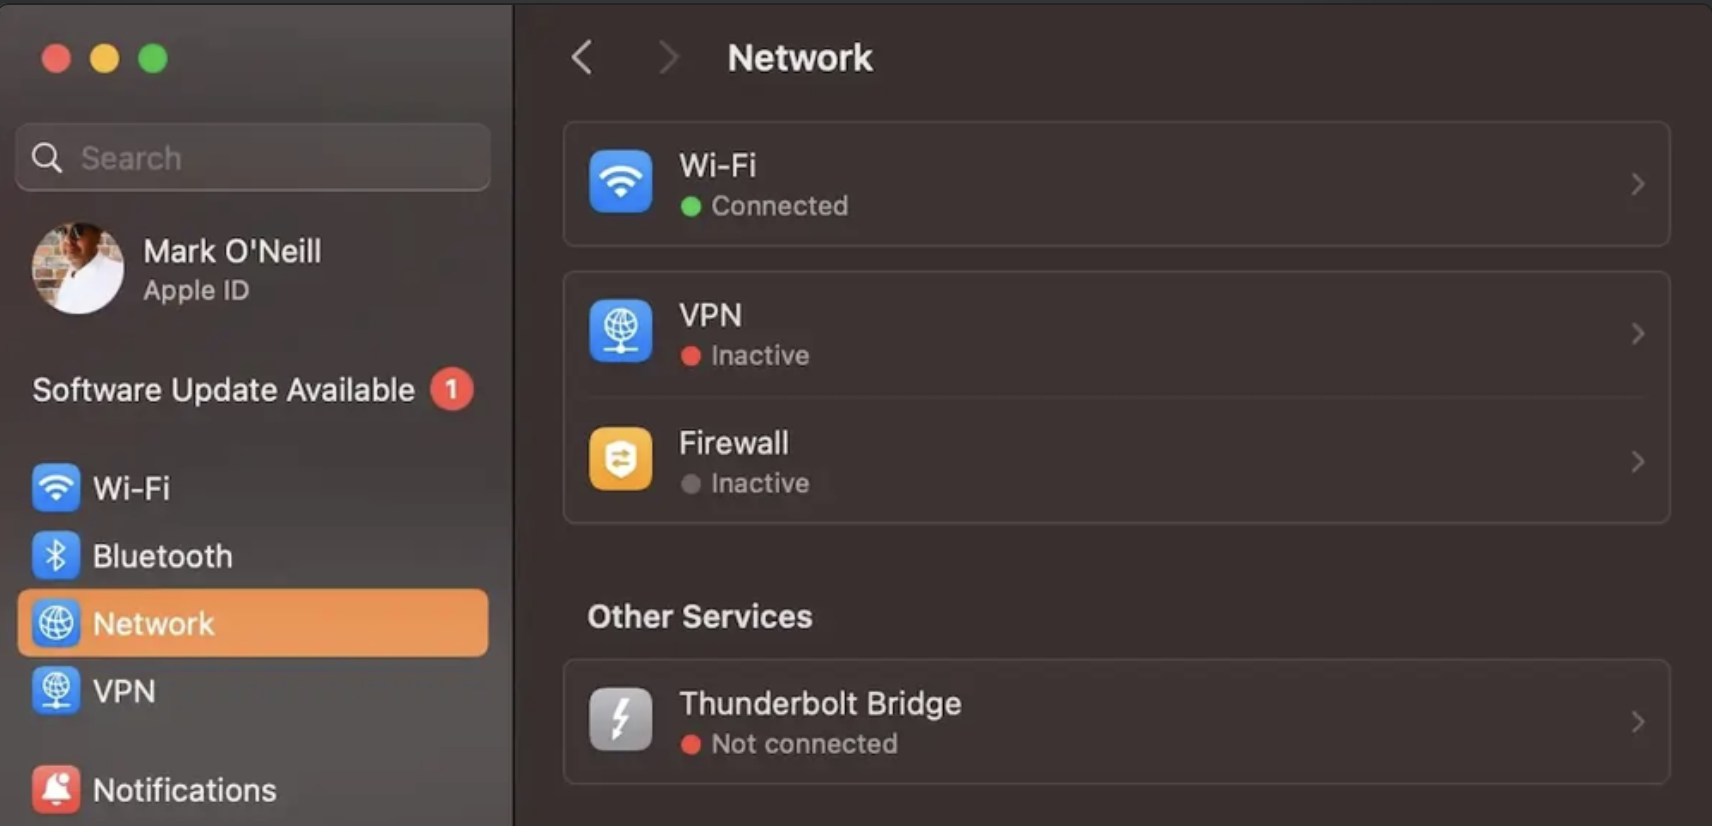 Search
Mark O'Neill
Apple ID
Software Update Available 1
Wi-Fi
Bluetooth
Network
VPN
Notifications
Network
Wi-Fi
Connected
VPN
Inactive
Firewall
Inactive
Other Services
Thunderbolt Bridge
Not connected